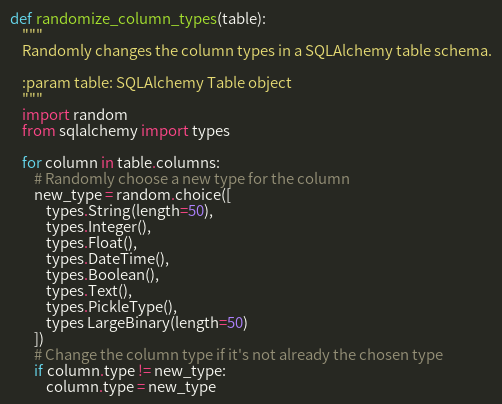 def randomize_column_types(table):
    """
    Randomly changes the column types in a SQLAlchemy table schema.

    :param table: SQLAlchemy Table object
    """
    import random
    from sqlalchemy import types

    for column in table.columns:
        # Randomly choose a new type for the column
        new_type = random.choice([
            types.String(length=50),
            types.Integer(),
            types.Float(),
            types.DateTime(),
            types.Boolean(),
            types.Text(),
            types.PickleType(),
            types LargeBinary(length=50)
        ])
        # Change the column type if it's not already the chosen type
        if column.type != new_type:
            column.type = new_type